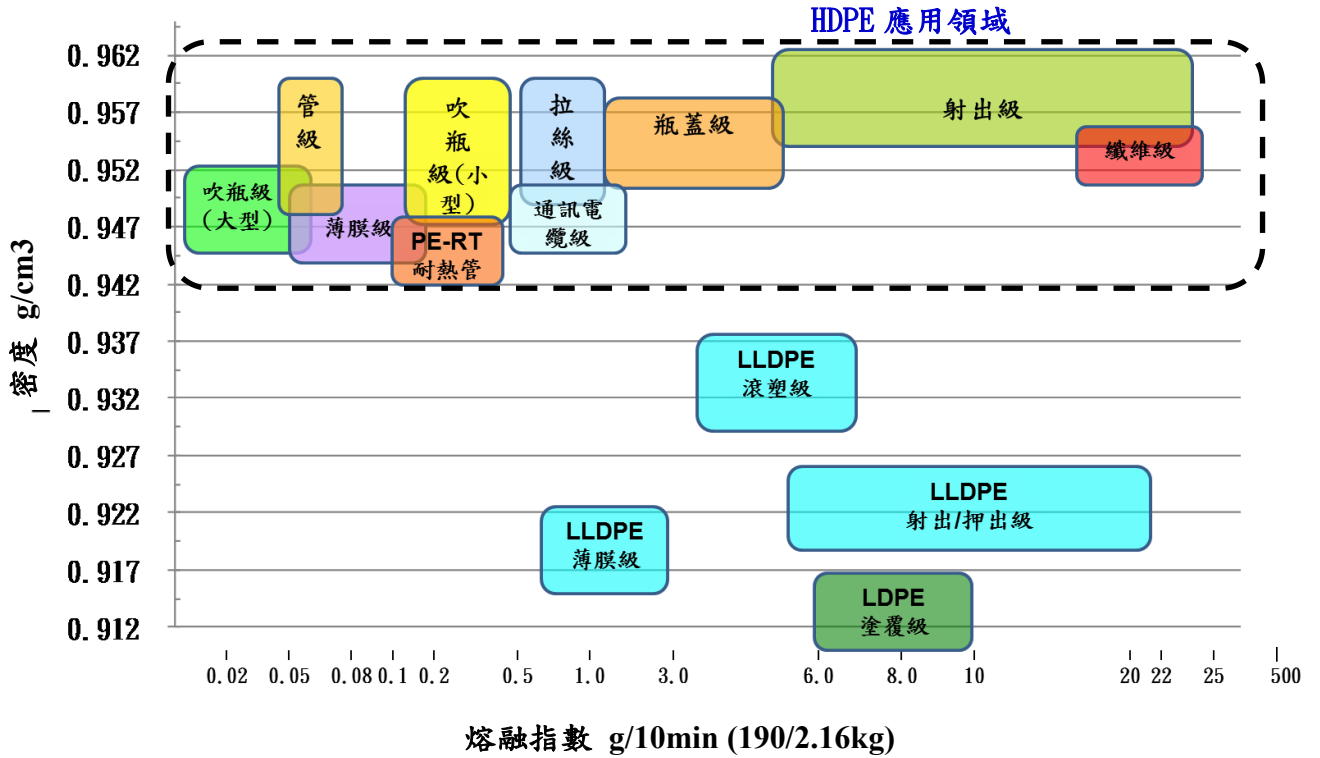 HDPE 應用領域
0.962
0.957
0.952
0.947
0.942
0.937
0.932
0.927
0.922
0.917
0.912
密度 g/cm3
管
級
吹
瓶
級(小
型)
拉
絲
級
瓶蓋級
射出級
纖維級
吹瓶級
(大型)
薄膜級
PE-RT
耐熱管
通訊電
纜級
LLDPE
滾塑級
LLDPE
射出/押出級
LLDPE
薄膜級
LDPE
塗覆級
0.02 0.05 0.08 0.1 0.2 0.5 1.0 3.0 6.0 8.0 10 20 22 25 500
熔融指數 g/10min (190/2.16kg)